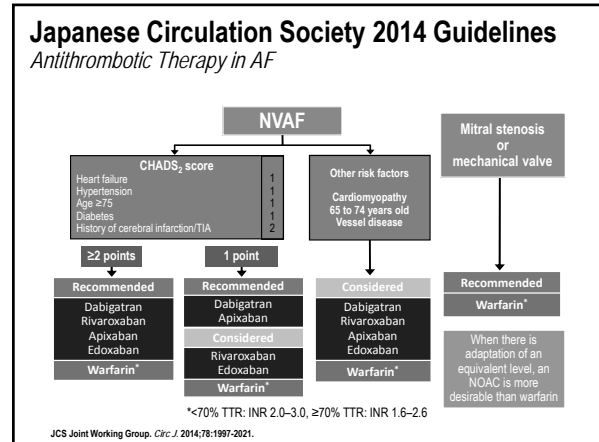 Japanese Circulation Society 2014 Guidelines
Antithrombotic Therapy in AF
NVAF
CHADS₂ score
Heart failure 1
Hypertension 1
Age ≥75 1
Diabetes 1
History of cerebral infarction/TIA 2
Other risk factors
Cardiomyopathy
65 to 74 years old
Vessel disease
Mitral stenosis
or
mechanical valve
≥2 points
1 point
Recommended
Dabigatran
Rivaroxaban
Apixaban
Edoxaban
Warfarin*
Recommended
Dabigatran
Apixaban
Considered
Rivaroxaban
Edoxaban
Warfarin*
Considered
Dabigatran
Rivaroxaban
Apixaban
Edoxaban
Warfarin*
Recommended
Warfarin*
When there is
adaptation of an
equivalent level, an
NOAC is more
desirable than warfarin
*<70% TTR: INR 2.0–3.0, ≥70% TTR: INR 1.6–2.6
JCS Joint Working Group. Circ J. 2014;78:1997-2021.